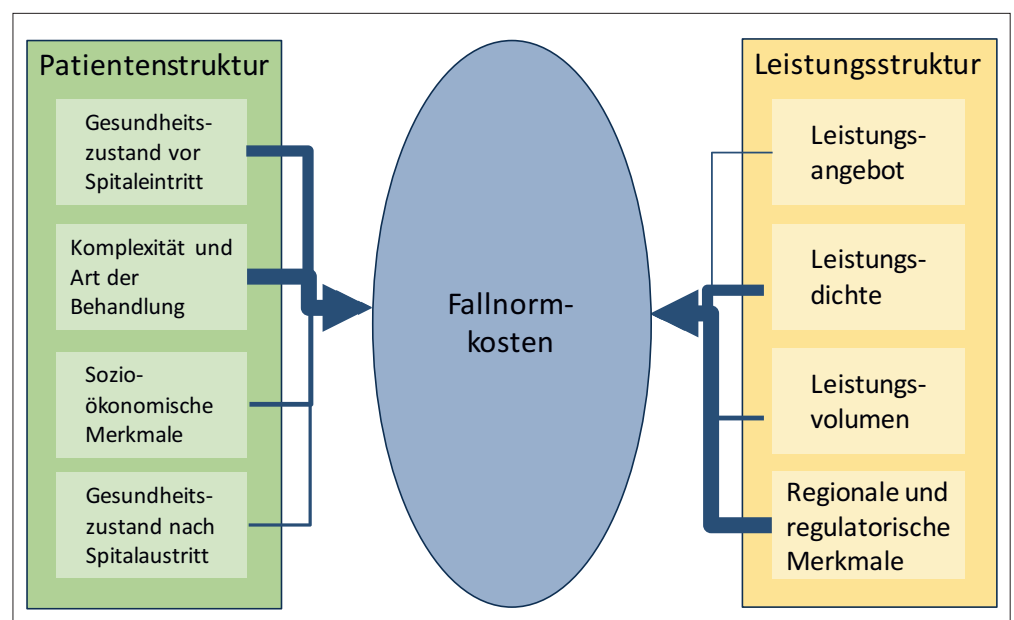 Patientenstruktur
Gesundheits-
zustand vor
Spitaleintritt
Komplexität und
Art der
Behandlung
Sozio-
ökonomische
Merkmale
Gesundheits-
zustand nach
Spitalaustritt
Fallnorm-
kosten
Leistungsstruktur
Leistungs-
angebot
Leistungs-
dichte
Leistungs-
volumen
Regionale und
regulatorische
Merkmale